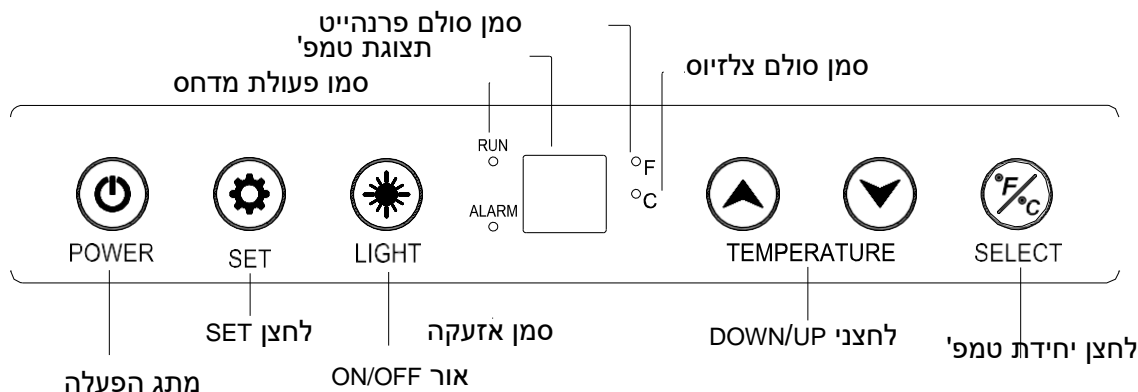 סמן סולם פרנהייט
תצוגת טמפ'
סמן סולם צלזיוס.
סמן פעולת מדחס
RUN
F
C
ALARM
°F/°C
POWER
SET
LIGHT
TEMPERATURE
SELECT
סמן אזעקה
לחצן SET
לחצני DOWN/UP
לחצן יחידת טמפ'
אור ON/OFF
מתג הפעלה